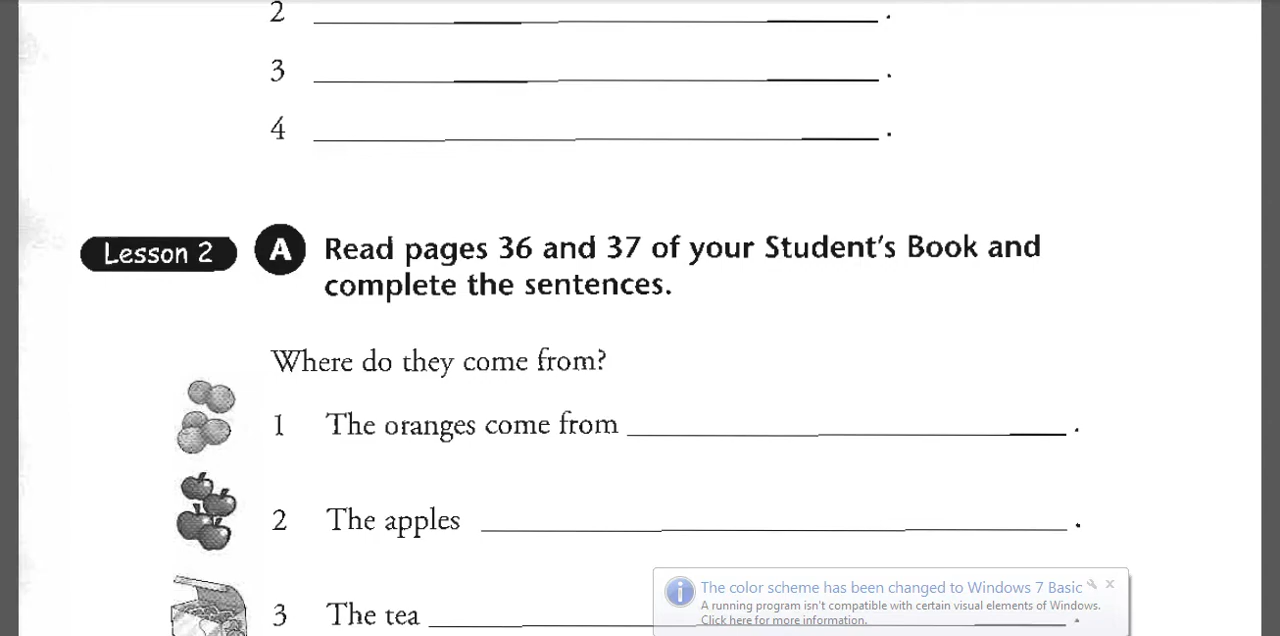 2 .
3 .
4 .
Lesson 2 A Read pages 36 and 37 of your Student's Book and
complete the sentences.
Where do they come from?
1 The oranges come from .
2 The apples .
3 The tea .
The color scheme has been changed to Windows 7 Basic
A running program isn't compatible with certain visual elements of Windows.
Click here for more information.